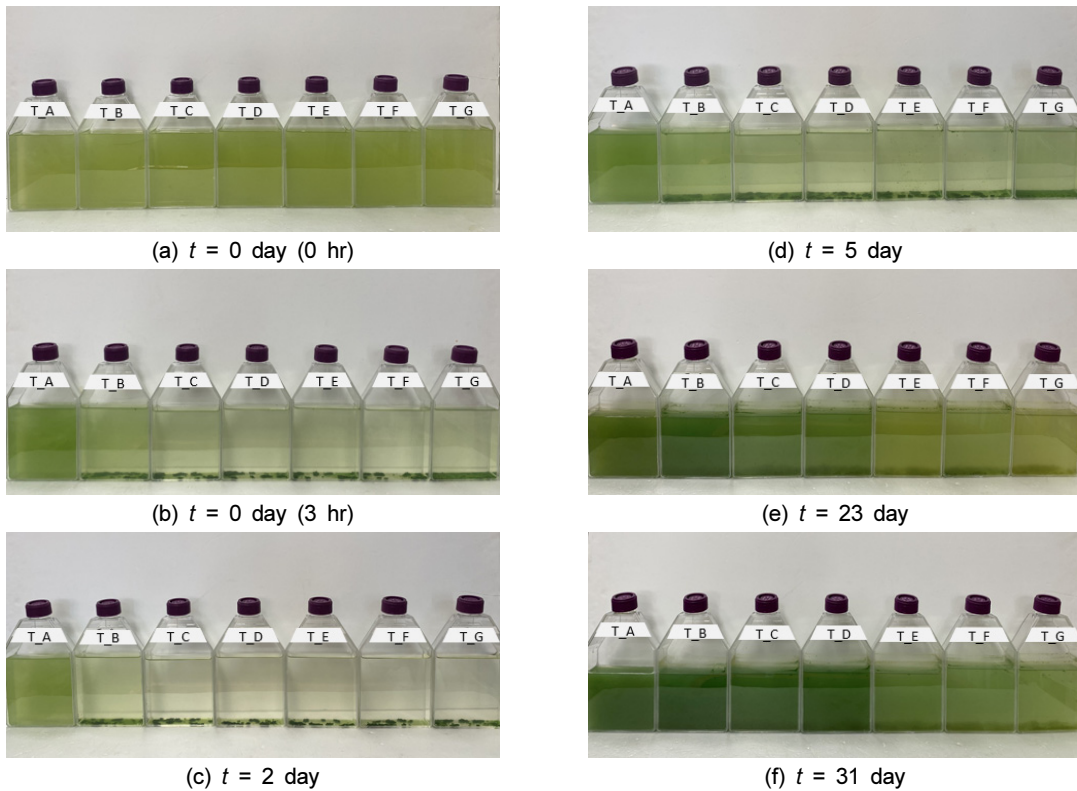 T_A T_B T_C T_D T_E T_F T_G
(a) t = 0 day (0 hr)
T_A T_B T_C T_D T_E T_F T_G
(b) t = 0 day (3 hr)
T_A T_B T_C T_D T_E T_F T_G
(c) t = 2 day
T_A T_B T_C T_D T_E T_F T_G
(d) t = 5 day
T_A T_B T_C T_D T_E T_F T_G
(e) t = 23 day
T_A T_B T_C T_D T_E T_F T_G
(f) t = 31 day